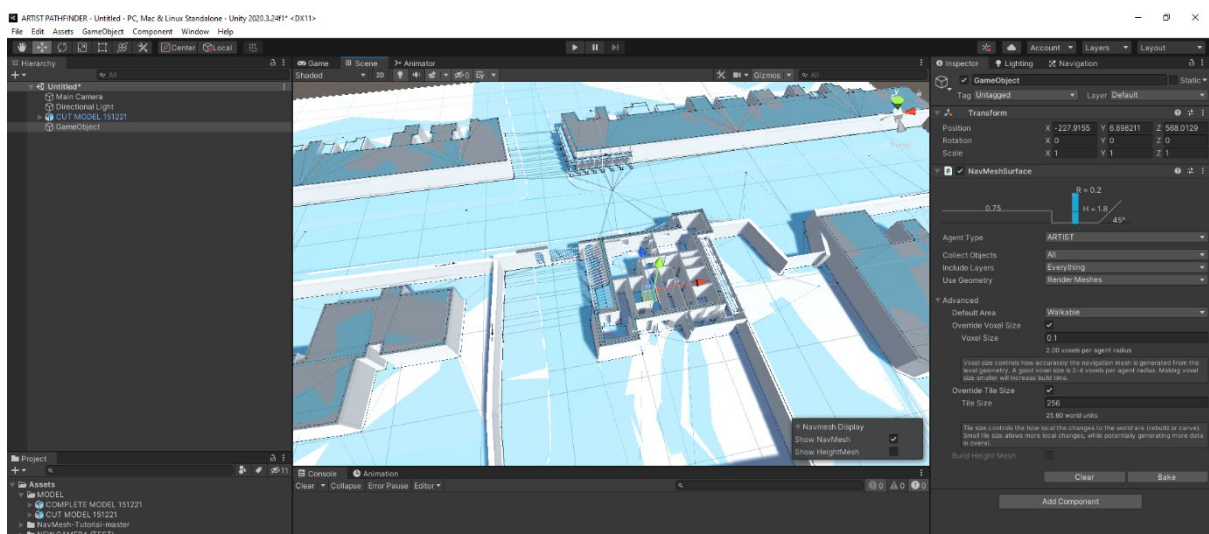 ARTIST PATHFINDER - Untitled - PC, Mac & Linux Standalone - Unity 2020.3.24f1* <DX11>
File Edit Assets GameObject Component Window Help
Center Local
Account Layers Layout
Hierarchy
All
Untitled*
Main Camera
Directional Light
CUT MODEL 151221
GameObject
Game Scene Animator
Shaded 2D 0 Gizmos All
Navmesh Display
Show NavMesh
Show HeightMesh
Inspector Lighting Navigation
GameObject Static
Tag Untagged Layer Default
Transform
Position X -227.9155 Y 6.898211 Z 568.0129
Rotation X 0 Y 0 Z 0
Scale X 1 Y 1 Z 1
NavMeshSurface
R = 0.2
0.75 H = 1.8
45°
Agent Type ARTIST
Collect Objects All
Include Layers Everything
Use Geometry Render Meshes
Advanced
Default Area Walkable
Override Voxel Size
Voxel Size 0.1
2.00 voxels per agent radius
Voxel size controls how accurately the navigation mesh is generated from the
level geometry. A good voxel size is 2-4 voxels per agent radius. Making voxel
size smaller will increase build time.
Override Tile Size
Tile Size 256
25.60 world units
Tile size controls the how local the changes to the world are (rebuild or carve).
Small tile size allows more local changes, while potentially generating more data
in overal.
Build Height Mesh
Clear Bake
Add Component
Project
11
Assets
MODEL
COMPLETE MODEL 151221
CUT MODEL 151221
NavMesh-Tutorial-master
NEW CAMERA (TEST)
Console Animation
Clear Collapse Error Pause Editor 0 0 0